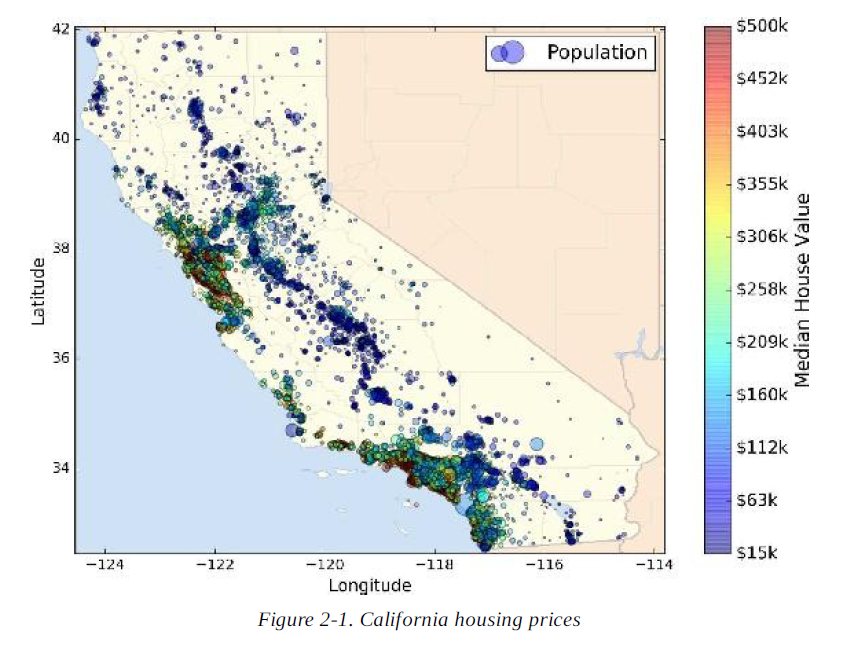 42
40
38
36
34
Latitude
−124
−122
−120
−118
−116
−114
Longitude
Population
$500k
$452k
$403k
$355k
$306k
$258k
$209k
$160k
$112k
$63k
$15k
Median House Value
Figure 2-1. California housing prices